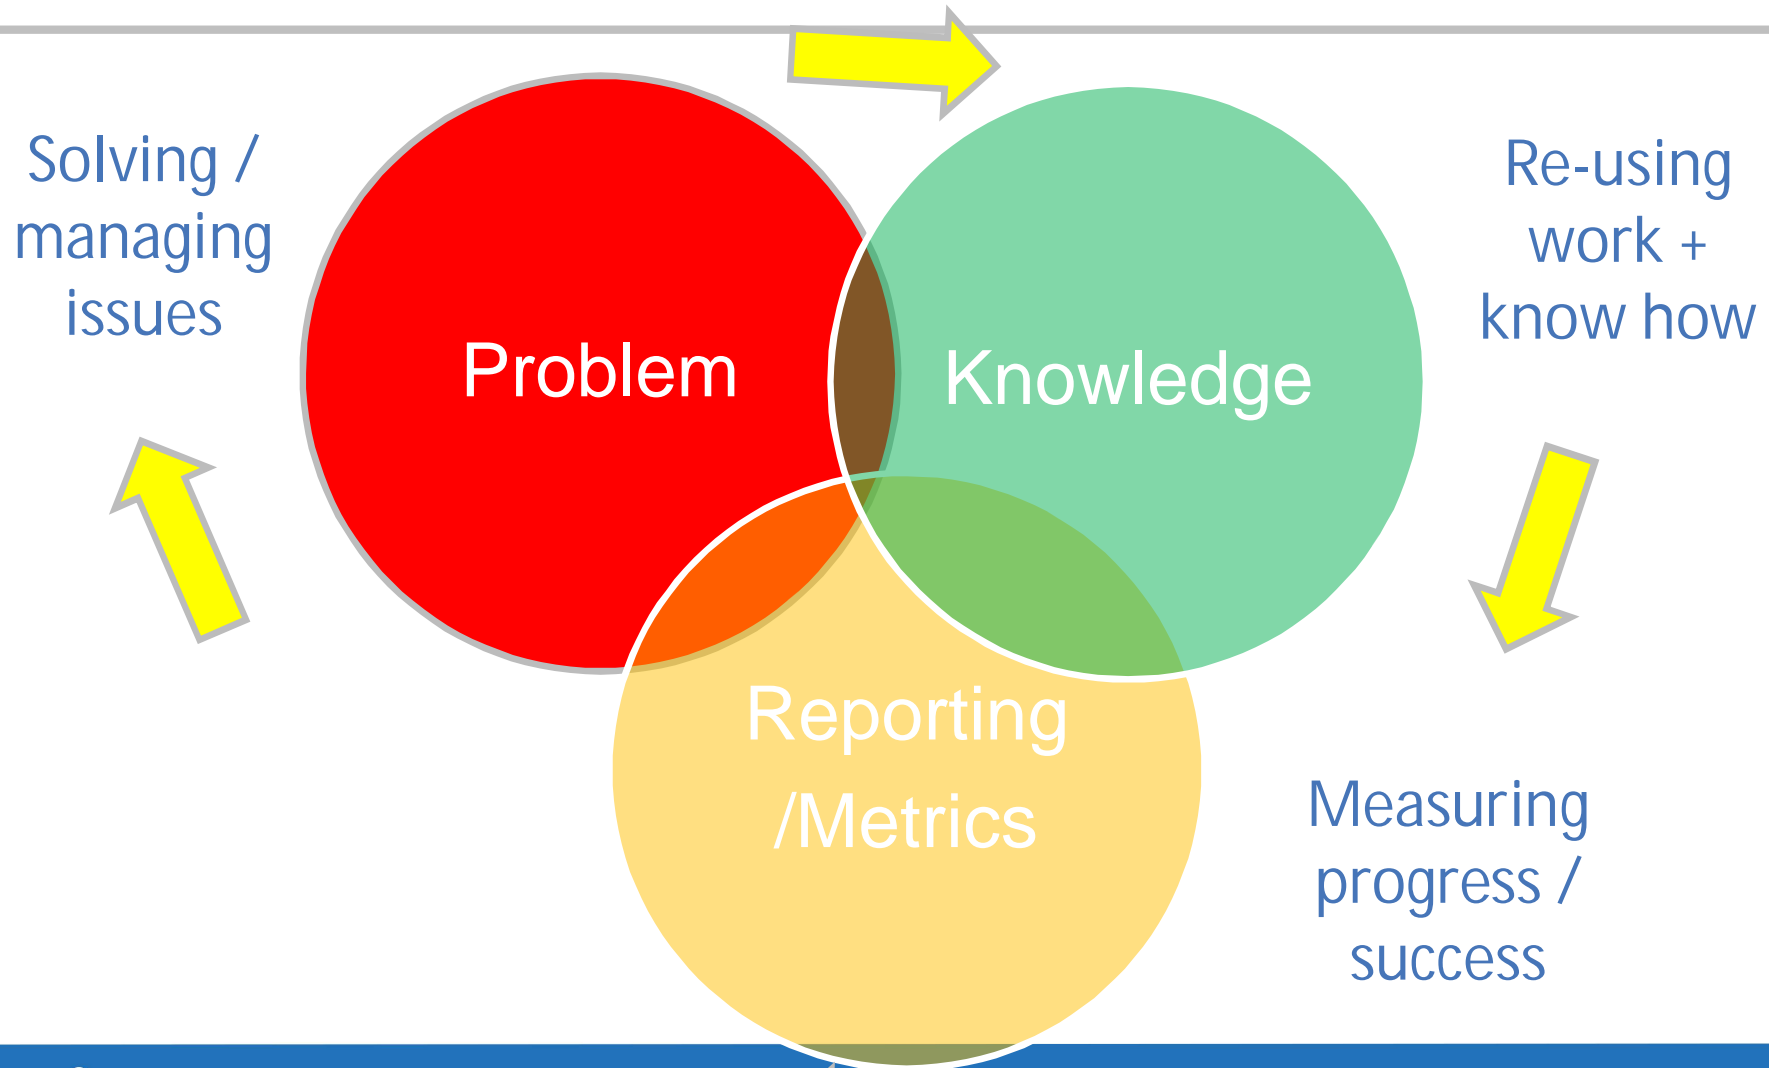 Solving /
managing
issues
Problem
Knowledge
Re-using
work +
know how
Reporting
/Metrics
Measuring
progress /
success